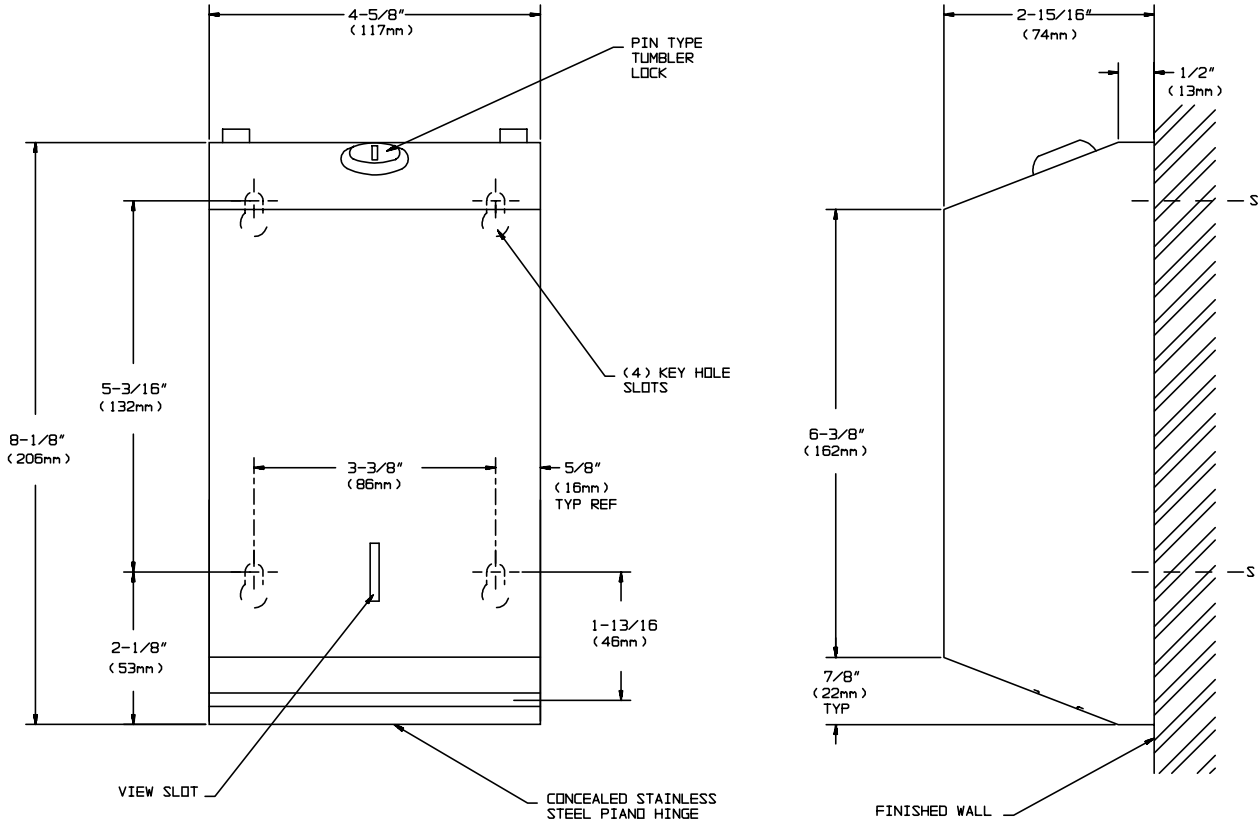 4-5/8"
(117mm)
PIN TYPE
TUMBLER
LOCK
5-3/16"
(132mm)
8-1/8"
(206mm)
(4) KEY HOLE
SLOTS
3-3/8"
(86mm)
5/8"
(16mm)
TYP REF
2-1/8"
(53mm)
1-13/16
(46mm)
VIEW SLOT
CONCEALED STAINLESS
STEEL PIANO HINGE
2-15/16"
(74mm)
1/2"
(13mm)
S
6-3/8"
(162mm)
S
7/8"
(22mm)
TYP
FINISHED WALL